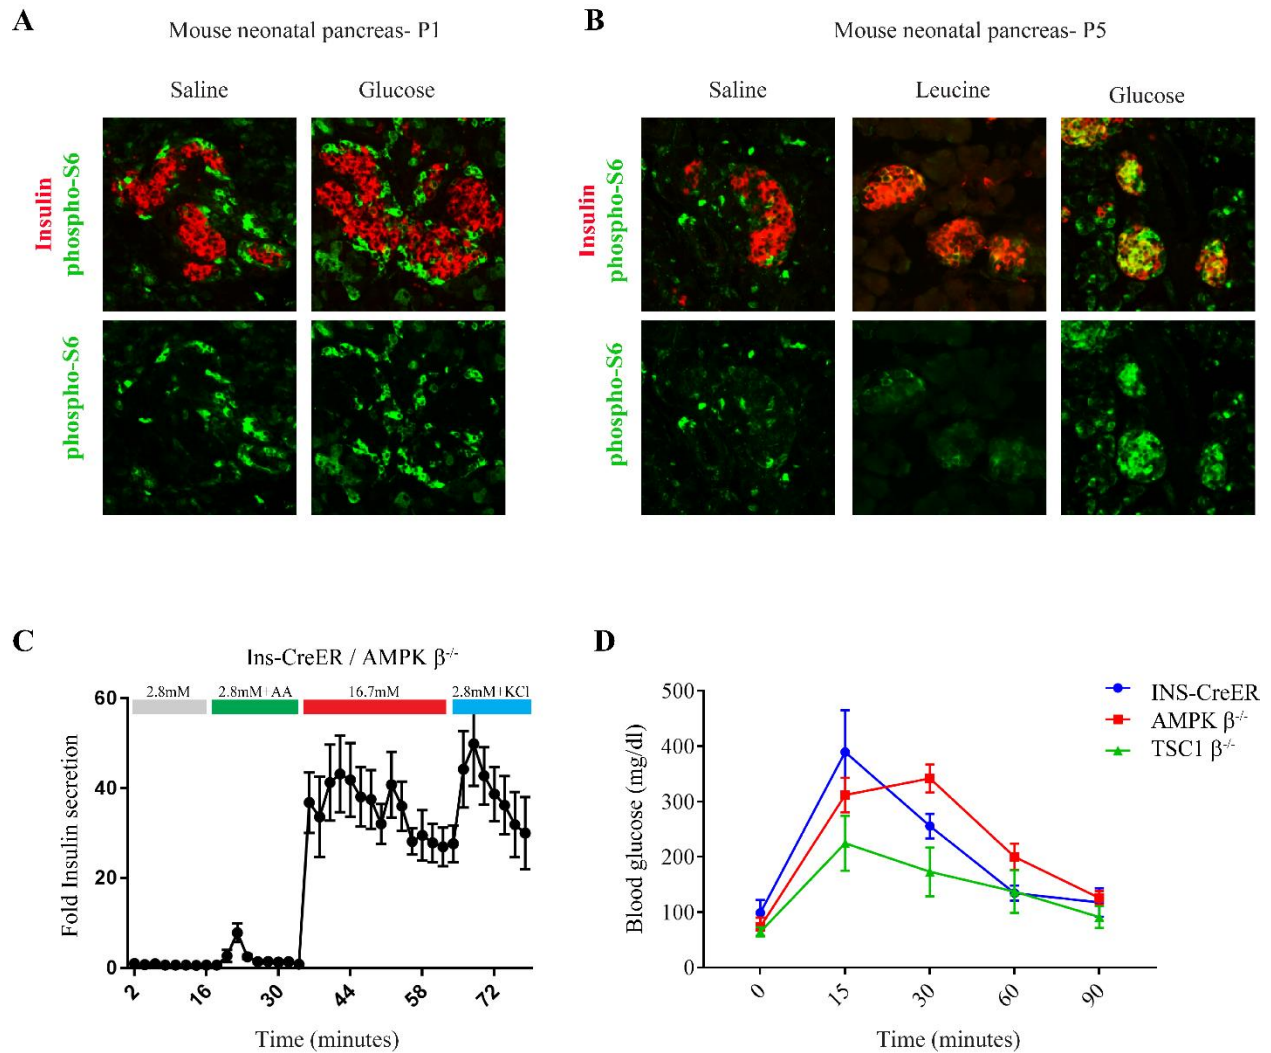 A
Mouse neonatal pancreas- P1
Saline
Glucose
Insulin
phospho-S6
phospho-S6
B
Mouse neonatal pancreas- P5
Saline
Leucine
Glucose
Insulin
phospho-S6
phospho-S6
C
Ins-CreER / AMPK β-/-
2.8mM
2.8mM+AA
16.7mM
2.8mM+KCl
Fold Insulin secretion
60
40
20
0
2
16
30
44
58
72
Time (minutes)
D
Blood glucose (mg/dl)
500
400
300
200
100
0
0
15
30
60
90
Time (minutes)
INS-CreER
AMPK β-/-
TSC1 β-/-